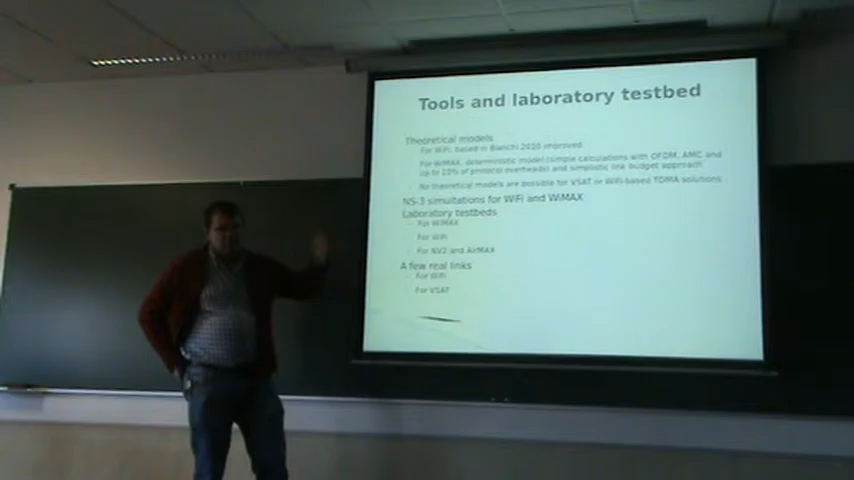 Tools and laboratory testbed
Theoretical models
For WiFi, based in Bianchi 2010 improved
For WiMAX, deterministic model (simple calculations with OFDM, AMC and
up to 10% of protocol overheads) and simplistic link budget approach
No theoretical models are possible for VSAT or WiFi-based TDMA solutions
NS-3 simultations for WiFi and WiMAX
Laboratory testbeds
For WiMAX
For WiFi
For NV2 and AirMAX
A few real links
For WiFi
For VSAT